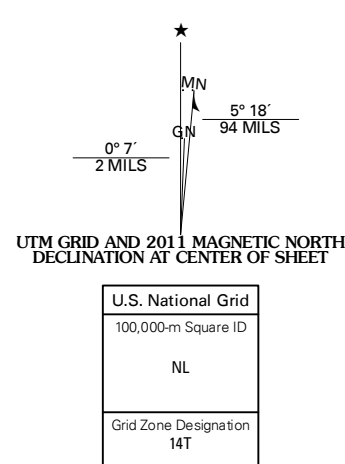 MN
5° 18´
94 MILS
GN
0° 7´
2 MILS
UTM GRID AND 2011 MAGNETIC NORTH
DECLINATION AT CENTER OF SHEET
U.S. National Grid
100,000-m Square ID
NL
Grid Zone Designation
14T